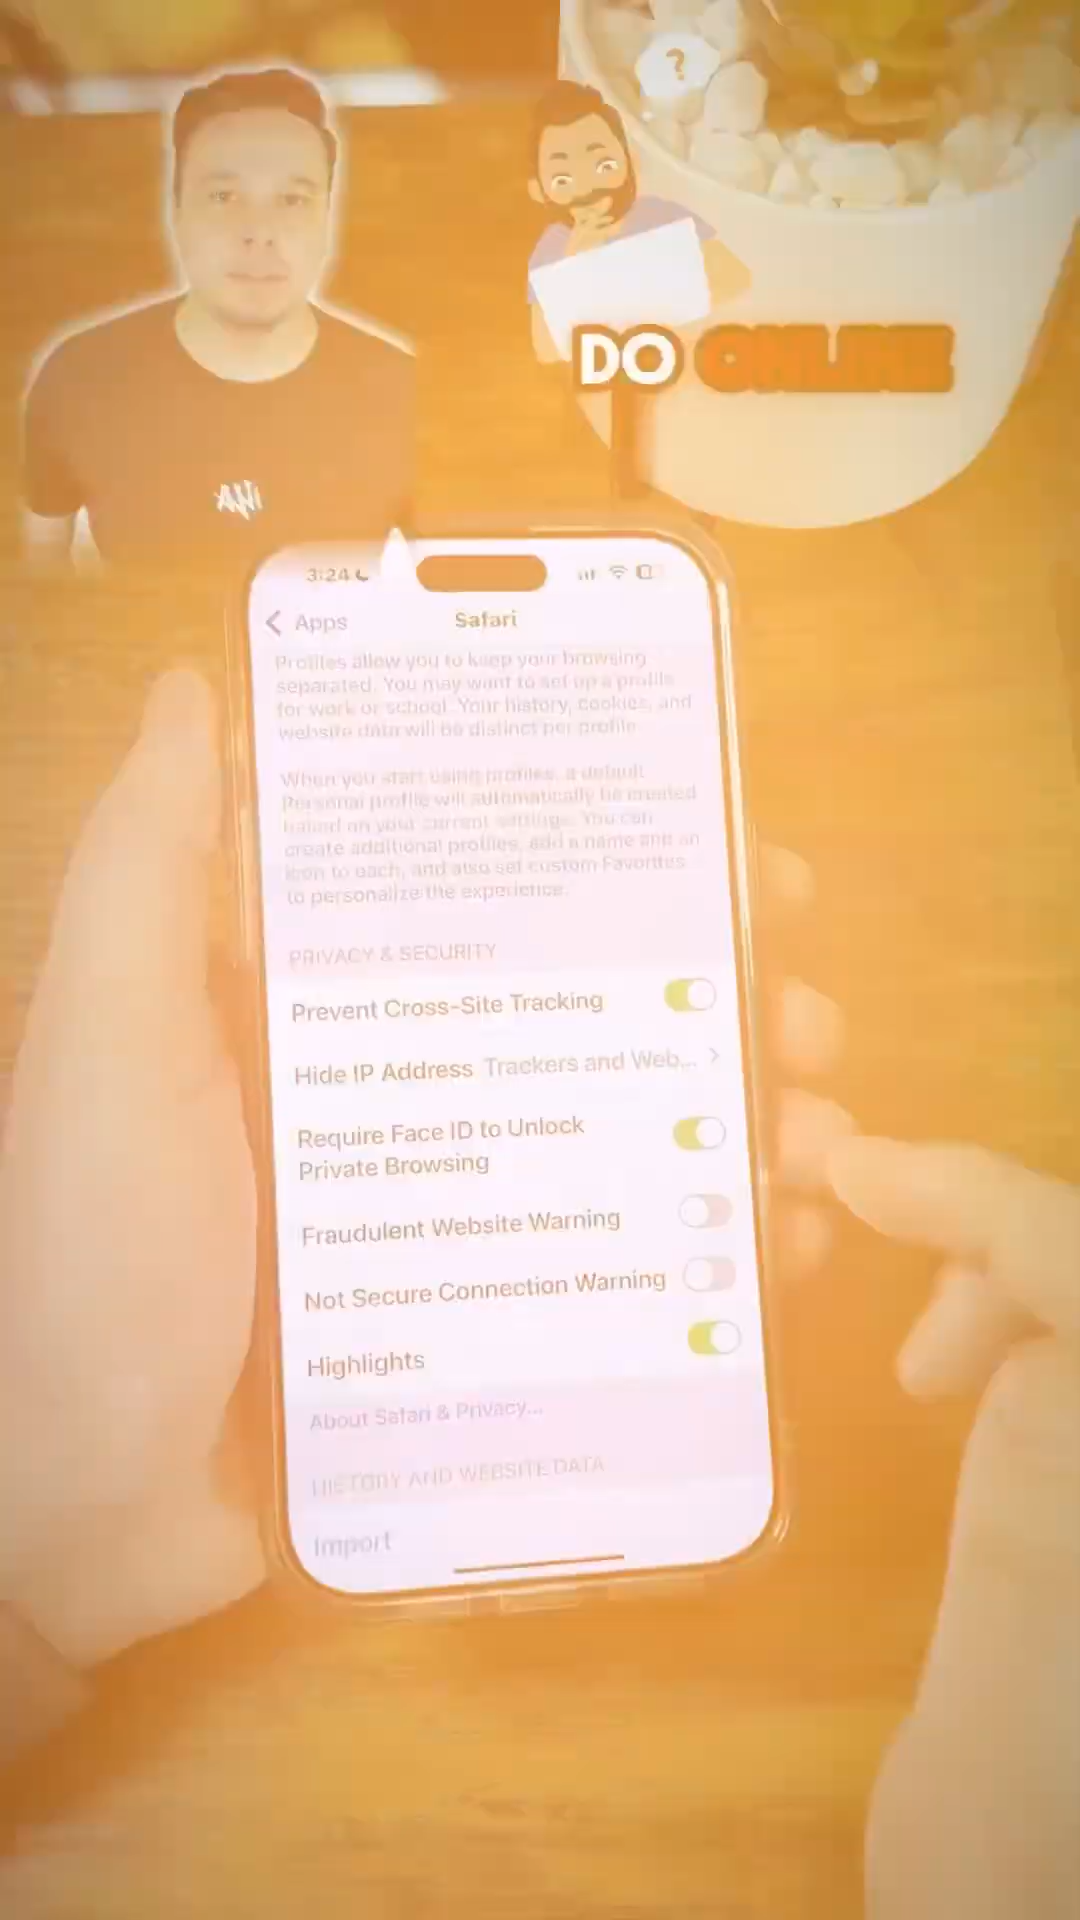 ?
DO ONLINE
ANI
3:24
Apps
Safari
Profiles allow you to keep your browsing
separated. You may want to set up a profile
for work or school. Your history, cookies, and
website data will be distinct per profile.
When you start using profiles, a default
Personal profile will automatically be created
based on your current settings. You can
create additional profiles, add a name and an
icon to each, and also set custom Favorites
to personalize the experience.
PRIVACY & SECURITY
Prevent Cross-Site Tracking
Hide IP Address Trackers and Web...
Require Face ID to Unlock
Private Browsing
Fraudulent Website Warning
Not Secure Connection Warning
Highlights
About Safari & Privacy...
HISTORY AND WEBSITE DATA
Import